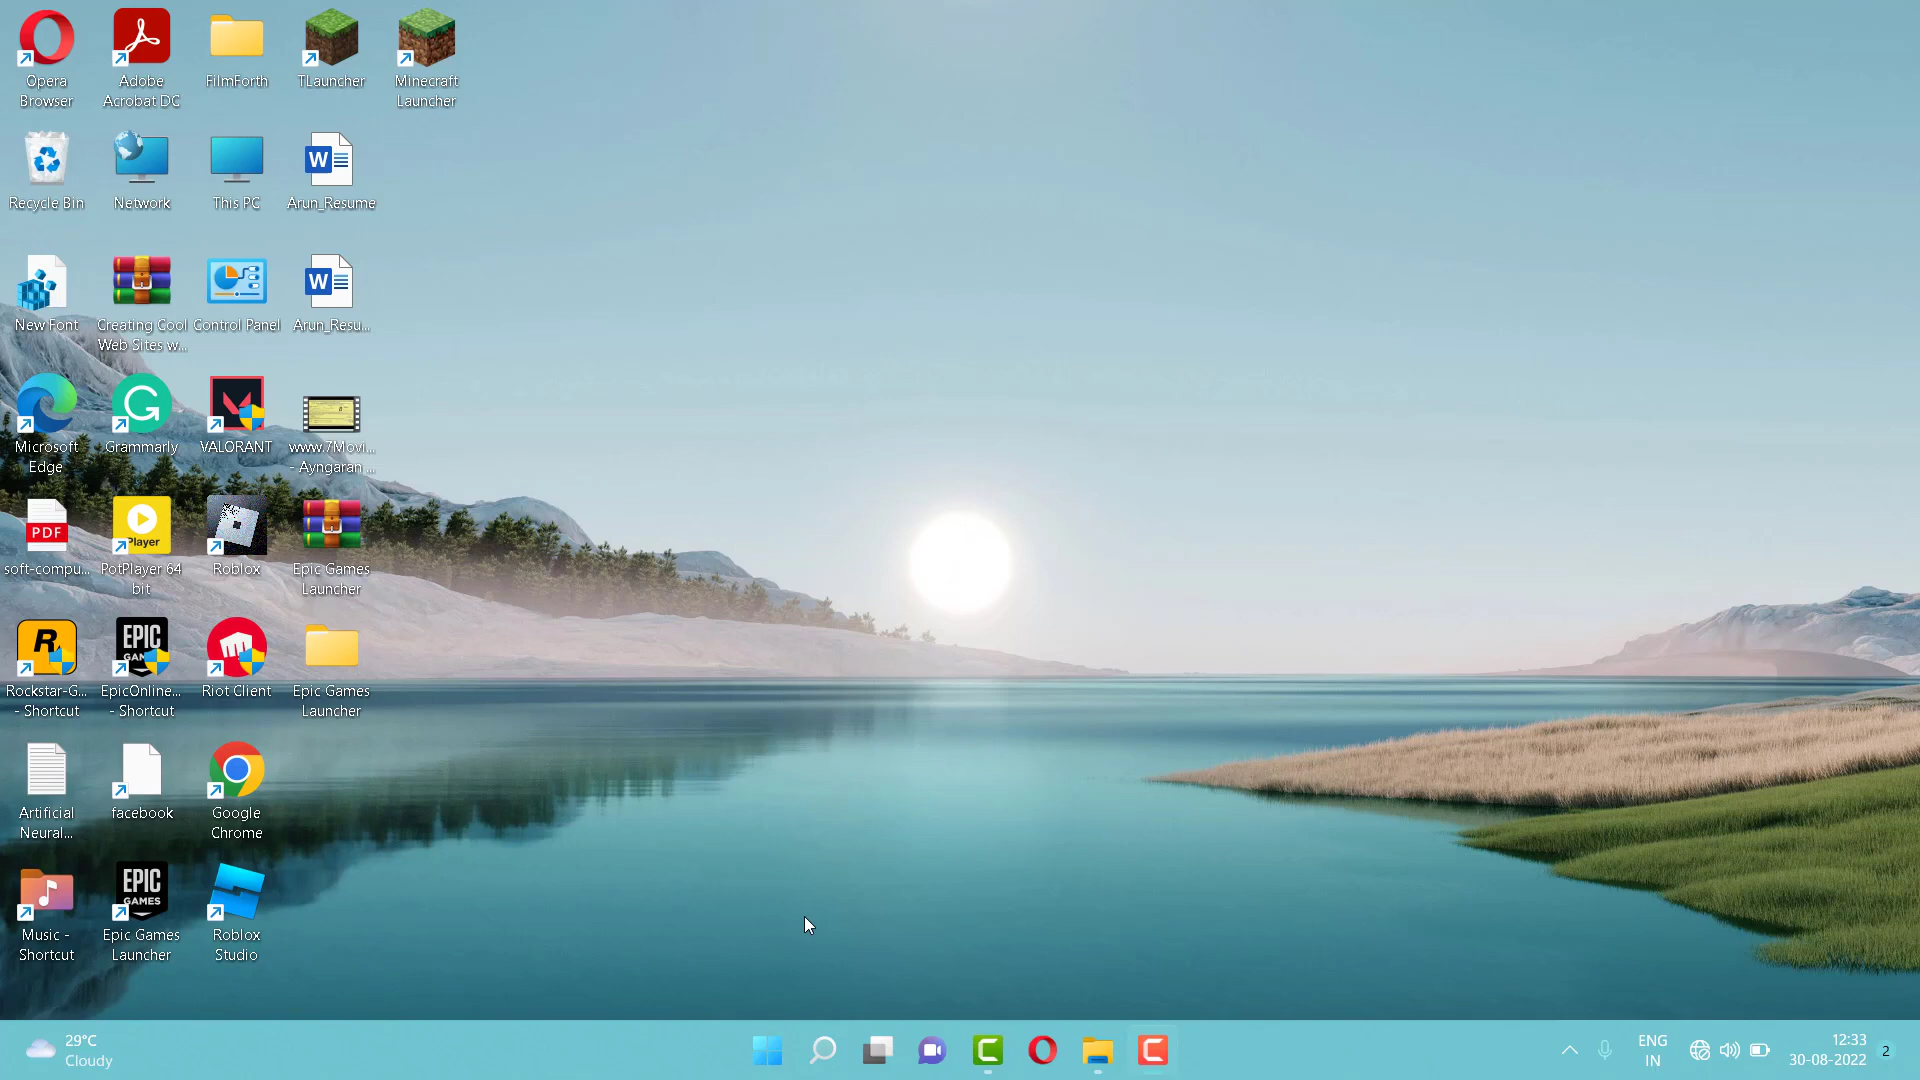 Opera
Browser
Adobe
Acrobat DC
FilmForth
TLauncher
Minecraft
Launcher
Recycle Bin
Network
This PC
W
Arun_Resume
New Font
Creating Cool
Web Sites w...
Control Panel
W
Arun_Resu...
Microsoft
Edge
Grammarly
VALORANT
www.7Movi...
- Ayngaran ...
PDF
soft-compu...
Player
PotPlayer 64
bit
Roblox
Epic Games
Launcher
R
Rockstar-G...
- Shortcut
EPIC
GAMES
EpicOnline...
- Shortcut
Riot Client
Epic Games
Launcher
Artificial
Neural...
facebook
Google
Chrome
Music -
Shortcut
EPIC
GAMES
Epic Games
Launcher
Roblox
Studio
29°C
Cloudy
ENG
IN
12:33
30-08-2022
2